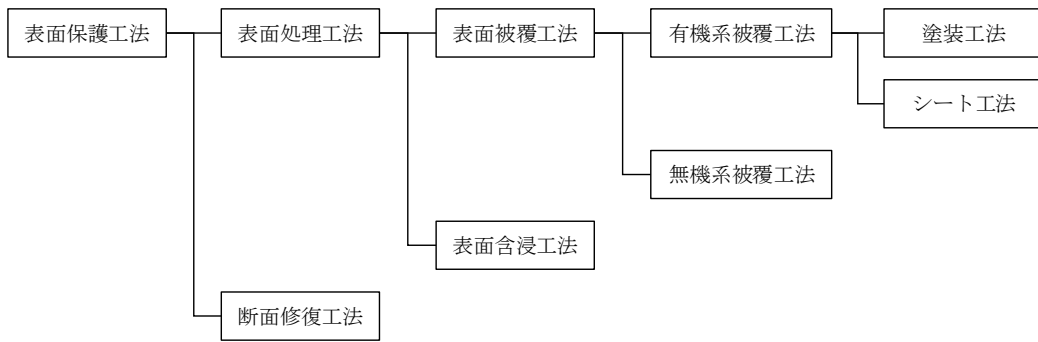 表面保護工法
表面処理工法
表面被覆工法
有機系被覆工法
塗装工法
シート工法
無機系被覆工法
表面含浸工法
断面修復工法